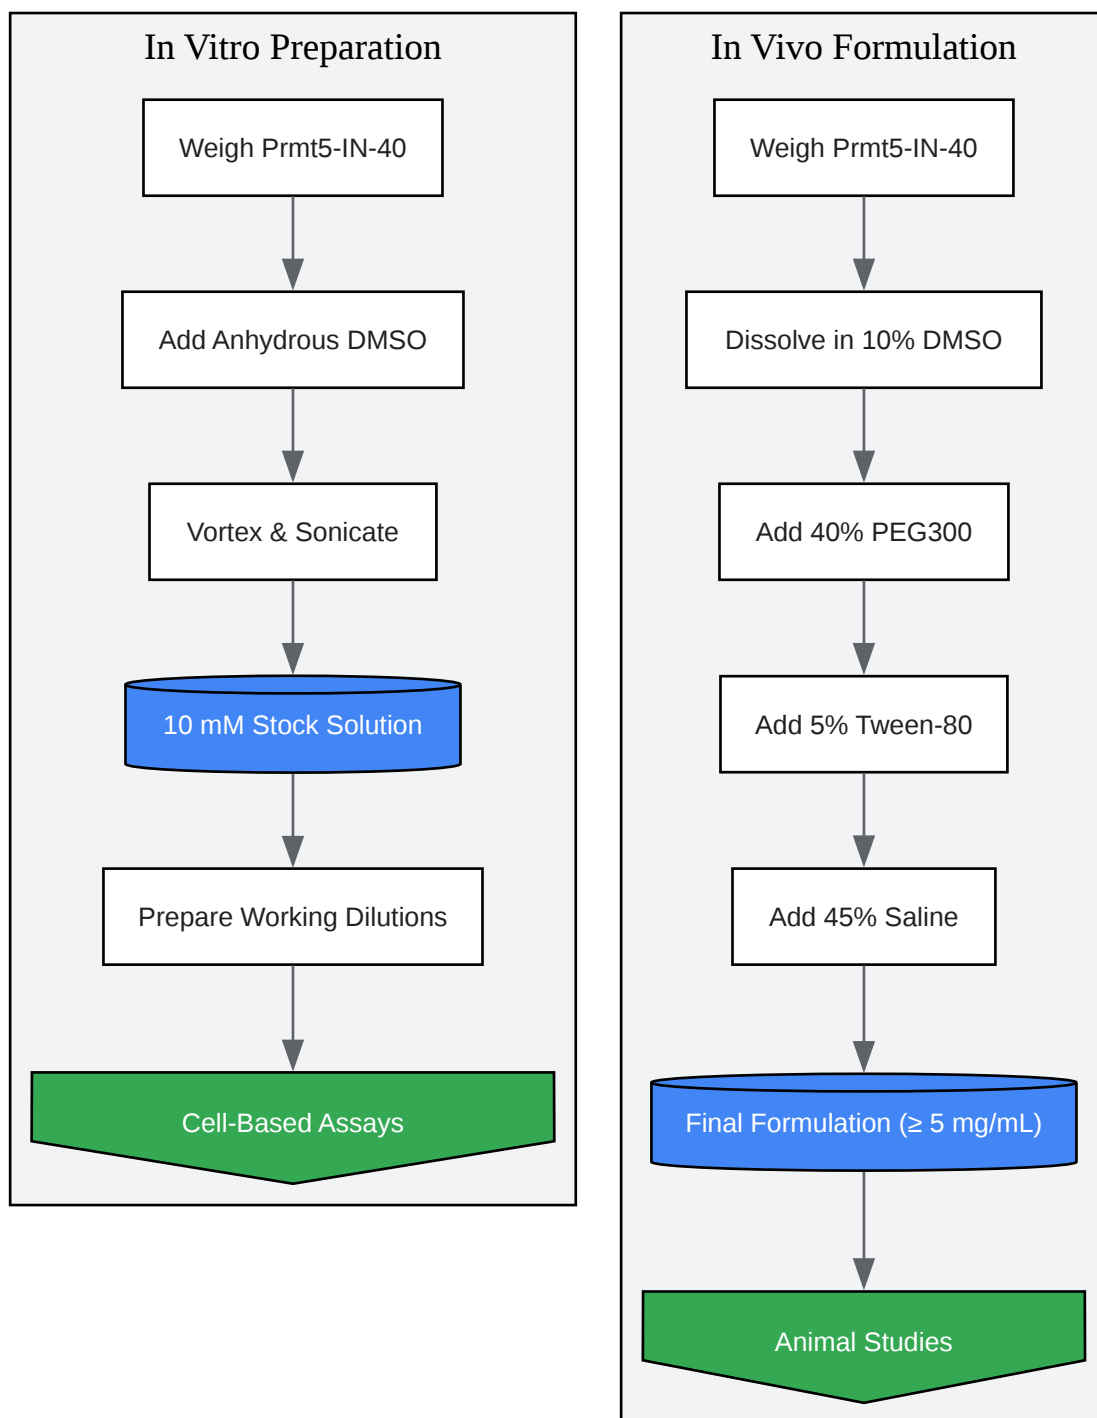 In Vitro Preparation
Weigh Prmt5-IN-40
Add Anhydrous DMSO
Vortex & Sonicate
10 mM Stock Solution
Prepare Working Dilutions
Cell-Based Assays
In Vivo Formulation
Weigh Prmt5-IN-40
Dissolve in 10% DMSO
Add 40% PEG300
Add 5% Tween-80
Add 45% Saline
Final Formulation (≥ 5 mg/mL)
Animal Studies